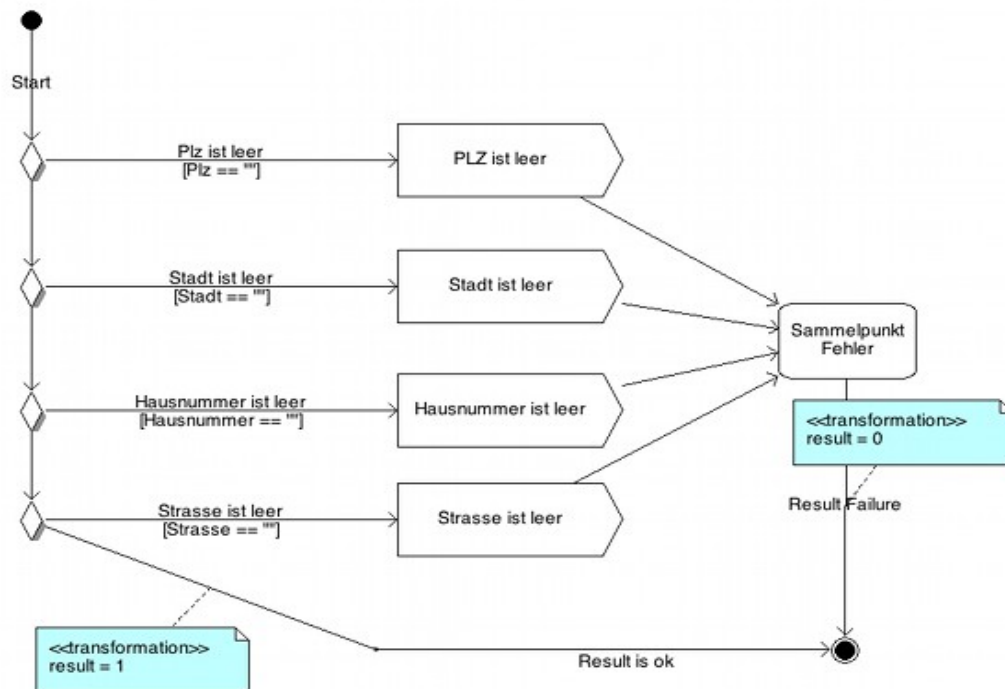 Start
Plz ist leer
[Plz == ""]
PLZ ist leer
Stadt ist leer
[Stadt == ""]
Stadt ist leer
Sammelpunkt
Fehler
Hausnummer ist leer
[Hausnummer == ""]
Hausnummer ist leer
<<transformation>>
result = 0
Strasse ist leer
[Strasse == ""]
Strasse ist leer
Result Failure
<<transformation>>
result = 1
Result is ok